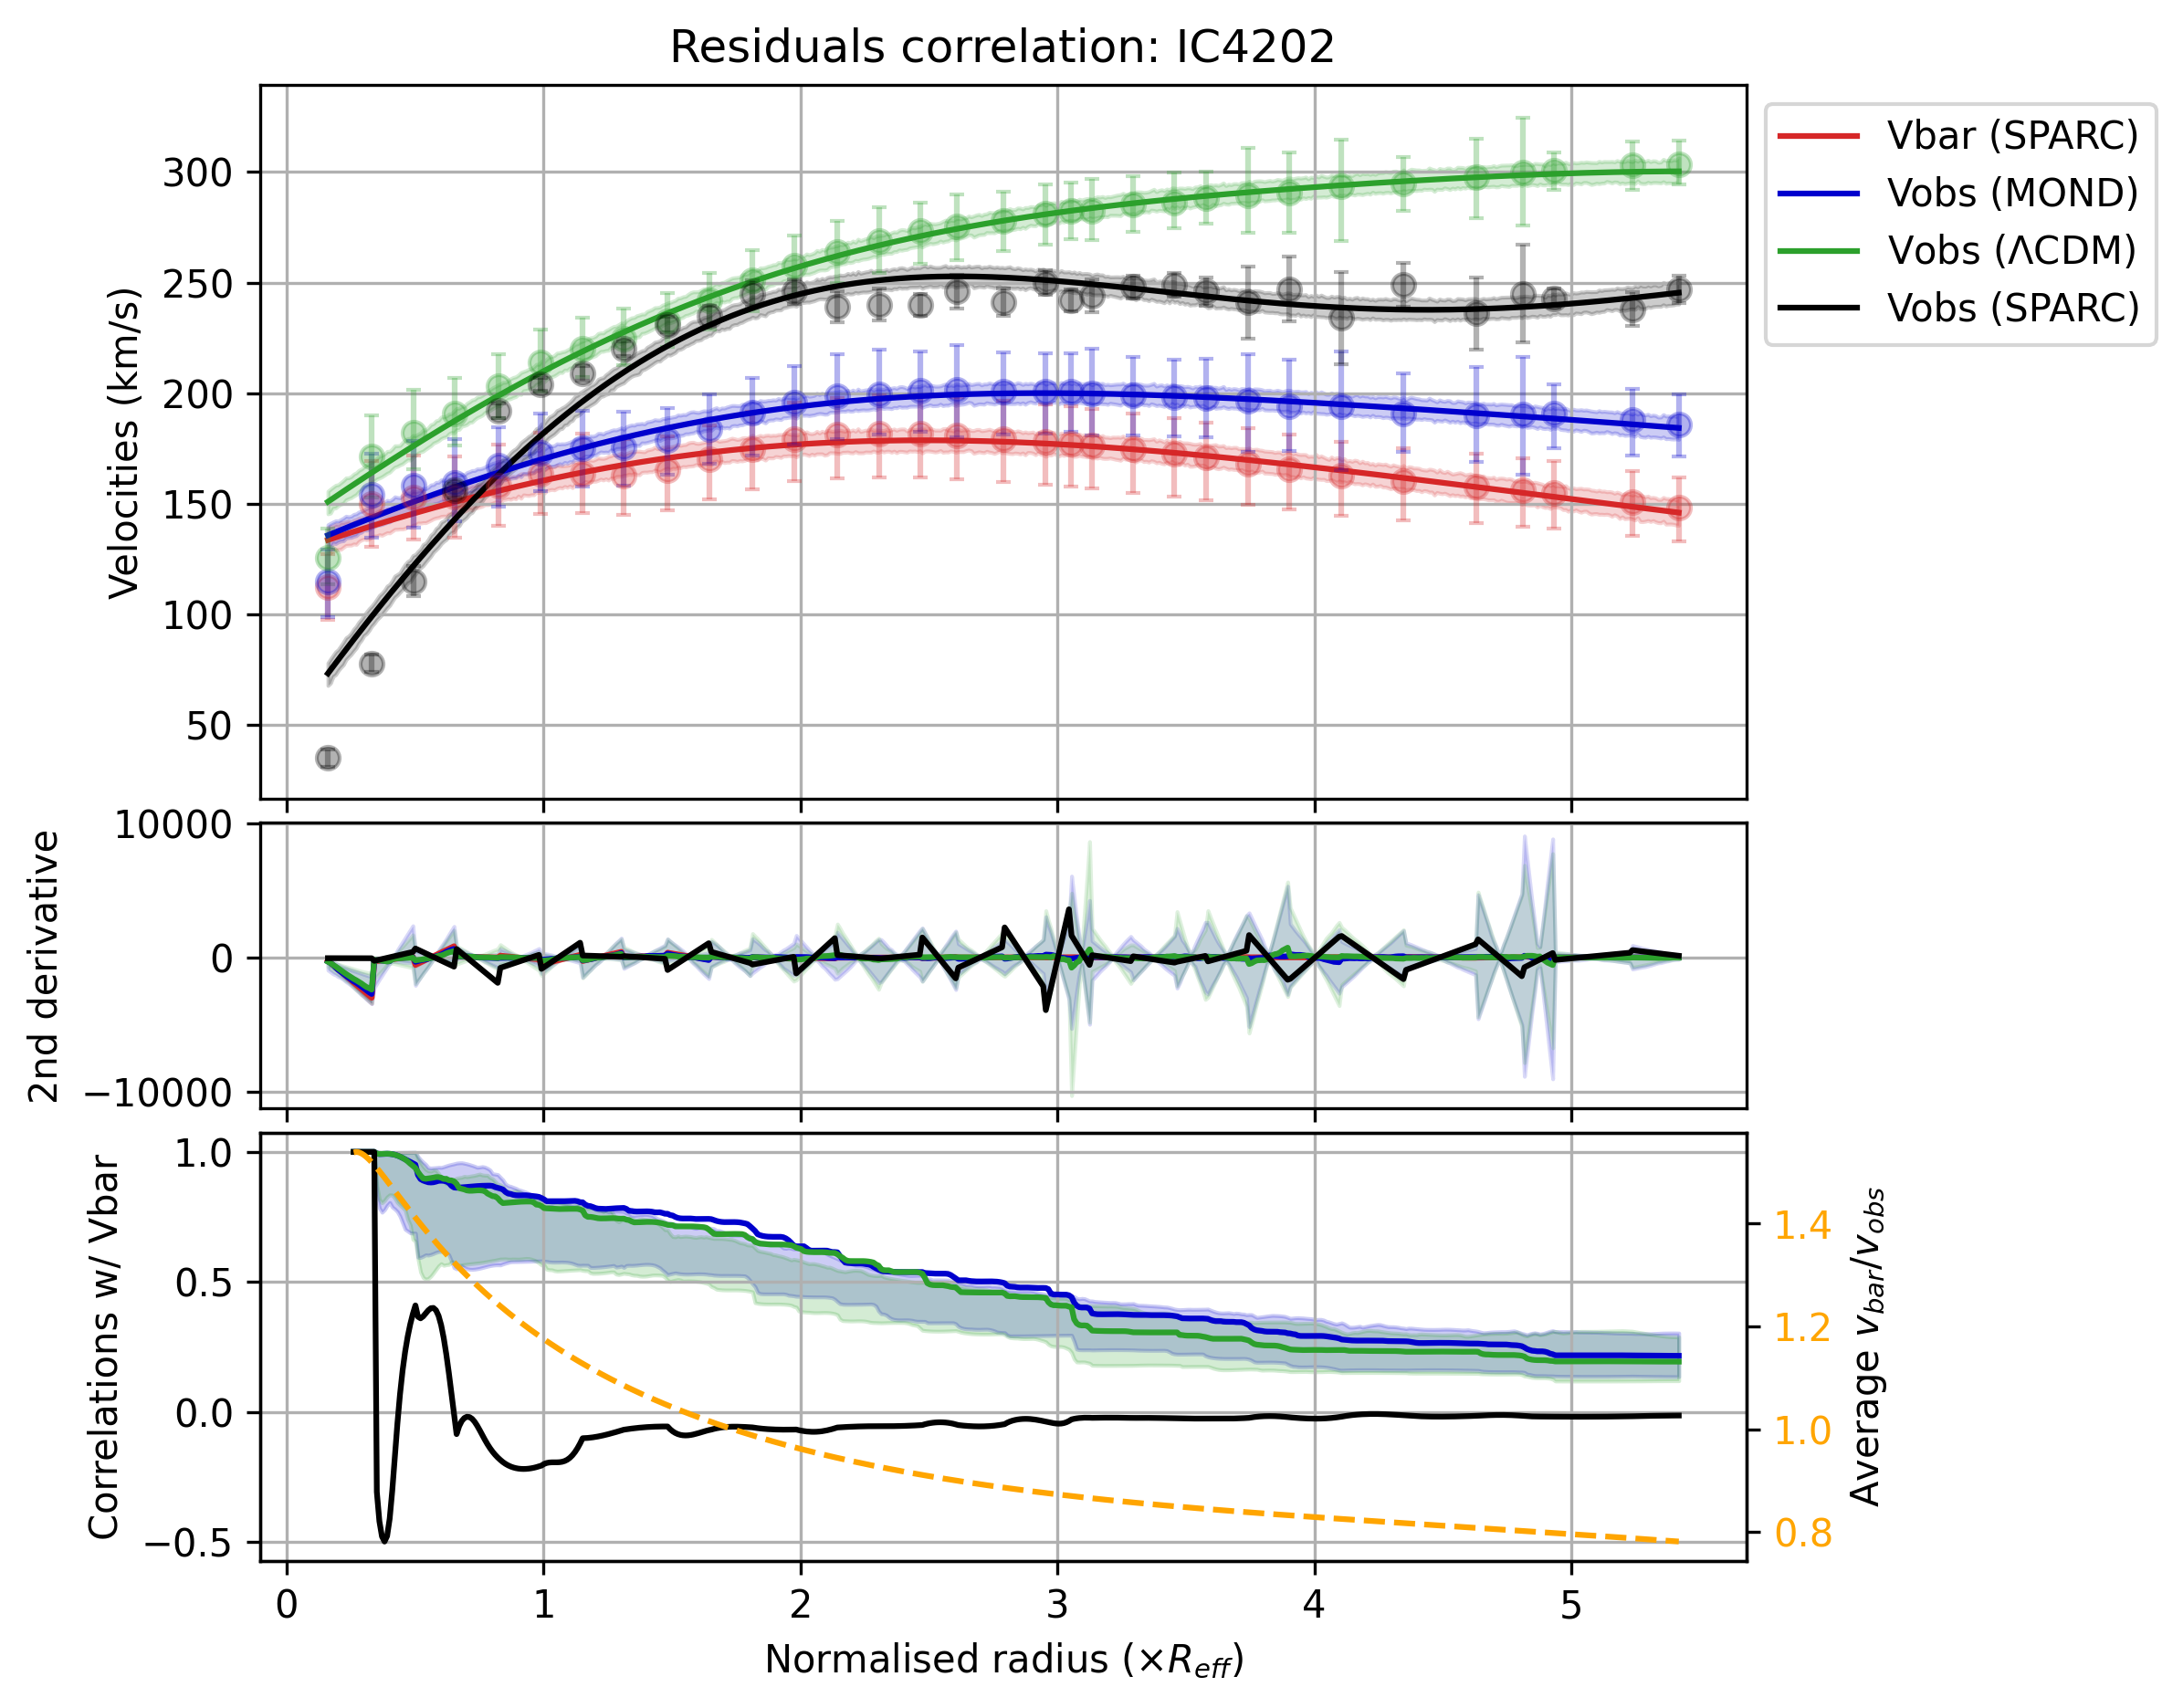 Residuals correlation: IC4202
Velocities (km/s)
300
250
200
150
100
50
Vbar (SPARC)
Vobs (MOND)
Vobs (ΛCDM)
Vobs (SPARC)
2nd derivative
10000
0
−10000
Correlations w/ Vbar
1.0
0.5
0.0
−0.5
1.4
1.2
1.0
0.8
Average v_bar/v_obs
0 1 2 3 4 5
Normalised radius (×R_eff)